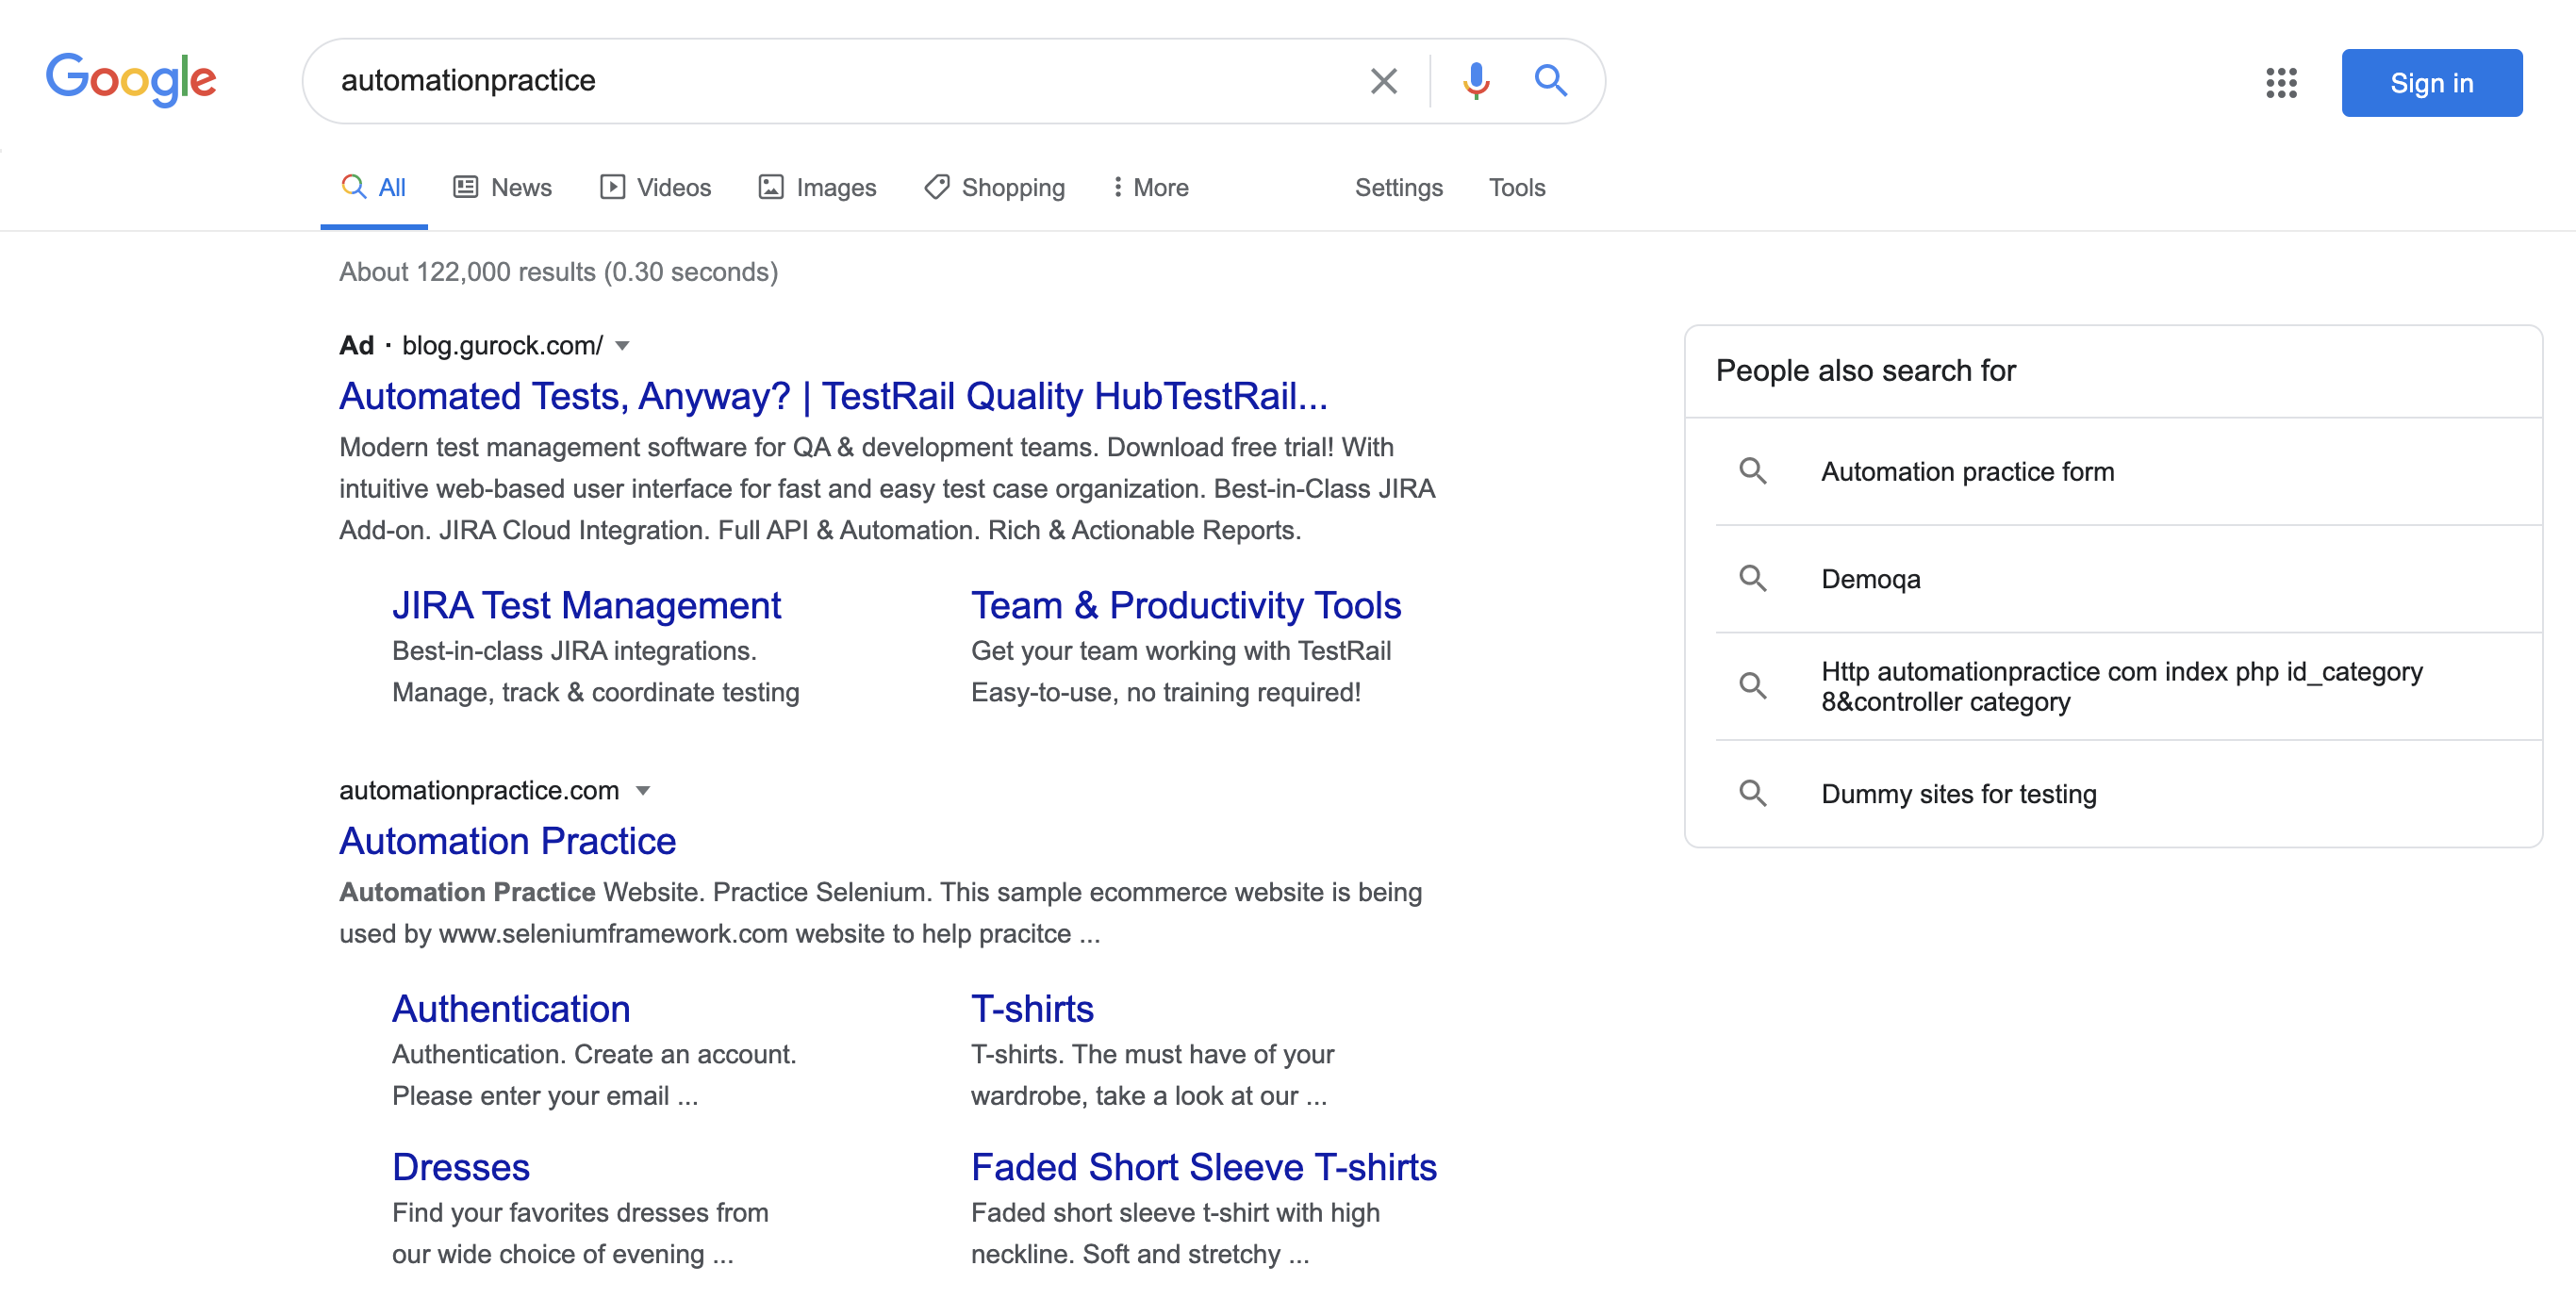 Google
automationpractice
Sign in
All
News
Videos
Images
Shopping
More
Settings
Tools
About 122,000 results (0.30 seconds)
Ad · blog.gurock.com/
Automated Tests, Anyway? | TestRail Quality HubTestRail...
Modern test management software for QA & development teams. Download free trial! With
intuitive web-based user interface for fast and easy test case organization. Best-in-Class JIRA
Add-on. JIRA Cloud Integration. Full API & Automation. Rich & Actionable Reports.
JIRA Test Management
Best-in-class JIRA integrations.
Manage, track & coordinate testing
Team & Productivity Tools
Get your team working with TestRail
Easy-to-use, no training required!
automationpractice.com
Automation Practice
Automation Practice Website. Practice Selenium. This sample ecommerce website is being
used by www.seleniumframework.com website to help pracitce ...
Authentication
Authentication. Create an account.
Please enter your email ...
T-shirts
T-shirts. The must have of your
wardrobe, take a look at our ...
Dresses
Find your favorites dresses from
our wide choice of evening ...
Faded Short Sleeve T-shirts
Faded short sleeve t-shirt with high
neckline. Soft and stretchy ...
People also search for
Automation practice form
Demoqa
Http automationpractice com index php id_category
8&controller category
Dummy sites for testing